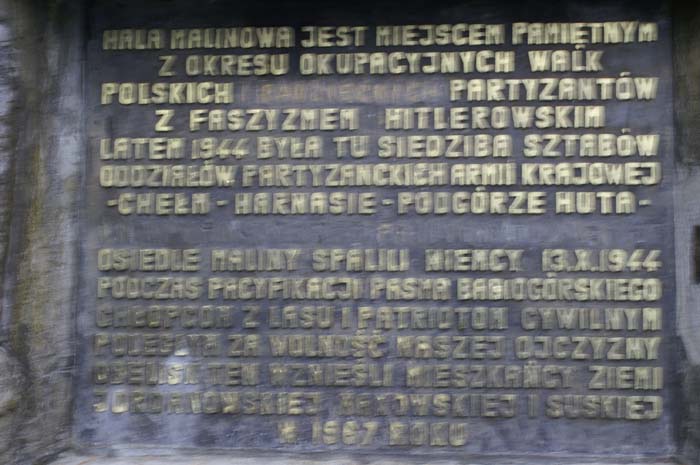 HALA MALINOWA JEST MIEJSCEM PAMIĘTNYM
Z OKRESU OKUPACYJNYCH WALK
POLSKICH I RADZIECKICH PARTYZANTÓW
Z FASZYZMEM HITLEROWSKIM
LATEM 1944 BYŁA TU SIEDZIBA SZTABÓW
ODDZIAŁÓW PARTYZANCKICH ARMII KRAJOWEJ
-CHEŁM - HARNASIE - PODGÓRZE HUTA-
OSIEDLE MALINY SPALILI NIEMCY 13.X.1944
PODCZAS PACYFIKACJI PASMA BABIOGÓRSKIEGO
CHŁOPCOM Z LASU I PATRIOTOM CYWILNYM
POLEGŁYM ZA WOLNOŚĆ NASZEJ OJCZYZNY
OBELISK TEN WZNIEŚLI MIESZKAŃCY ZIEMI
JORDANOWSKIEJ MAKOWSKIEJ I SUSKIEJ
W 1967 ROKU